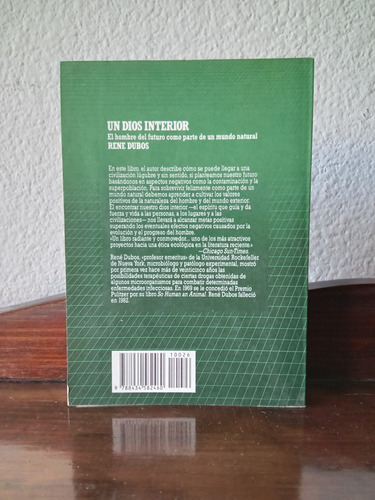 UN DIOS INTERIOR
El hombre del futuro como parte de un mundo natural
RENE DUBOS
En este libro, el autor describe cómo se puede llegar a una
civilización lúgubre y sin sentido, si planteamos nuestro futuro
basándonos en aspectos negativos como la contaminación y la
superpoblación. Para sobrevivir felizmente como parte de un
mundo natural debemos aprender a cultivar los valores
positivos de la naturaleza del hombre y del mundo exterior.
El encontrar nuestro dios interior —el espíritu que guía y da
fuerza y vida a las personas, a los lugares y a las
civilizaciones— nos llevará a alcanzar metas positivas
superando los eventuales efectos negativos causados por la
evolución y el progreso del hombre.
«Un libro radiante y conmovedor... uno de los más atractivos
proyectos hacia una ética ecológica en la literatura reciente.»
—Chicago Sun-Times.
René Dubos, «profesor emeritus» de la Universidad Rockefeller
de Nueva York, microbiólogo y patólogo experimental, mostró
por primera vez hace más de veinticinco años las
posibilidades terapéuticas de ciertas drogas obtenidas de
algunos microorganismos para combatir determinadas
enfermedades infecciosas. En 1969 se le concedió el Premio
Pulitzer por su libro So Human an Animal. René Dubos falleció
en 1982.
10026
9 788434 582460